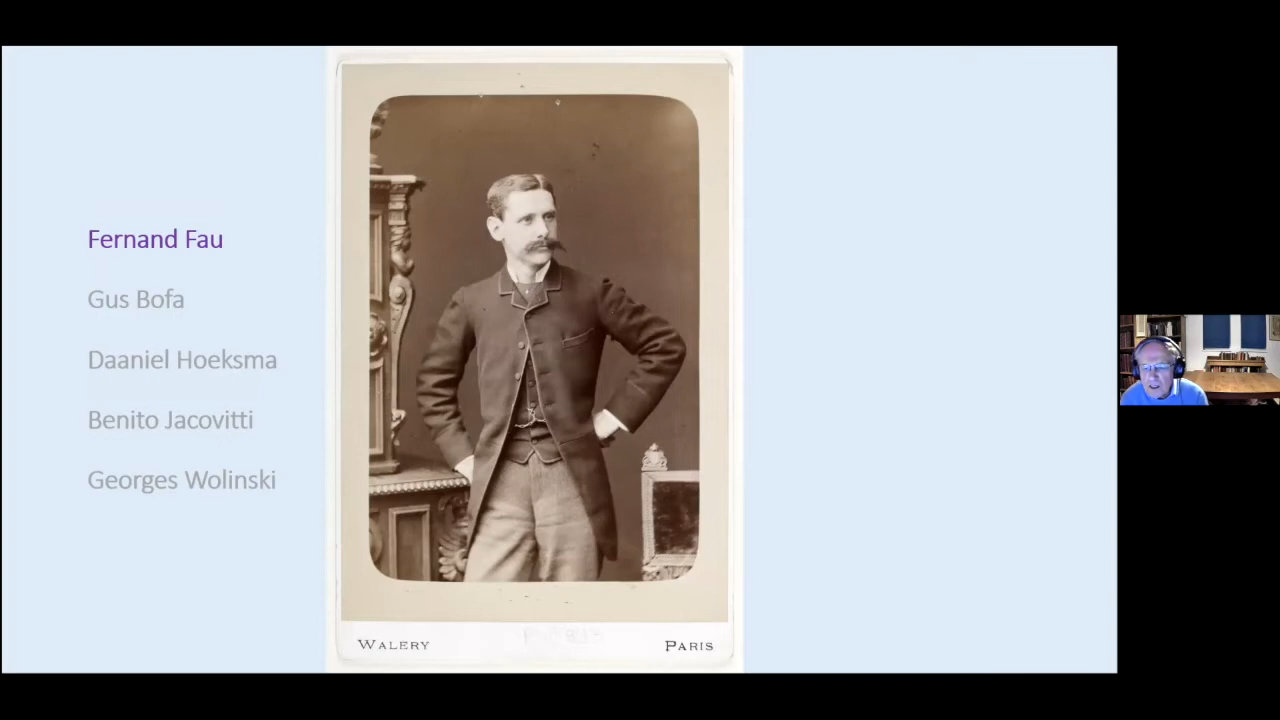 Fernand Fau
Gus Bofa
Daaniel Hoeksma
Benito Jacovitti
Georges Wolinski
WALERY PARIS